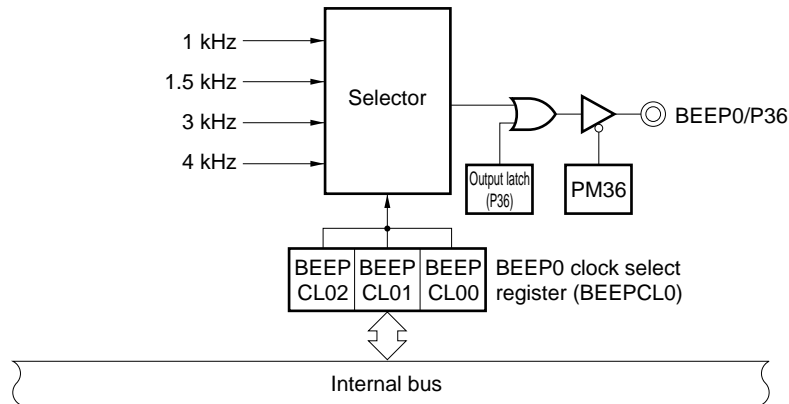 1 kHz
1.5 kHz
3 kHz
4 kHz
Selector
BEEP0/P36
Output latch
(P36)
PM36
BEEP
CL02
BEEP
CL01
BEEP
CL00
BEEP0 clock select
register (BEEPCL0)
Internal bus